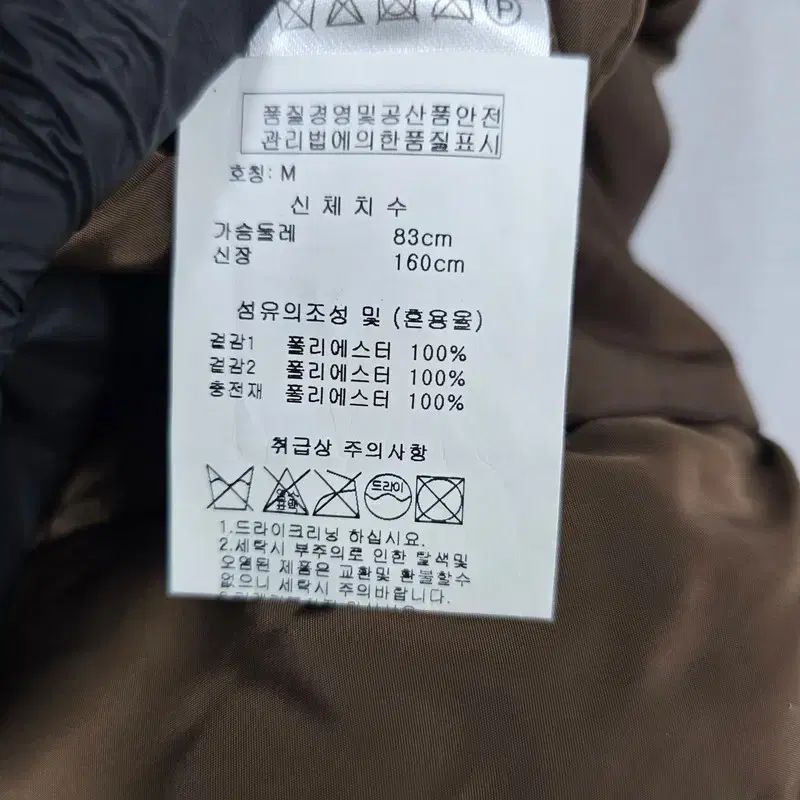 P
품질경영및공산품안전
관리법에의한품질표시
호칭: M
신체치수
가슴둘레 83cm
신장 160cm
섬유의조성 및 (혼용율)
겉감1 폴리에스터 100%
겉감2 폴리에스터 100%
충전재 폴리에스터 100%
취급상 주의사항
염소 표백 드라이
1.드라이크리닝 하십시요.
2.세탁시 부주의로 인한 탈색및
오염된 제품은 교환및 환불할수
없으니 세탁시 주의바랍니다.